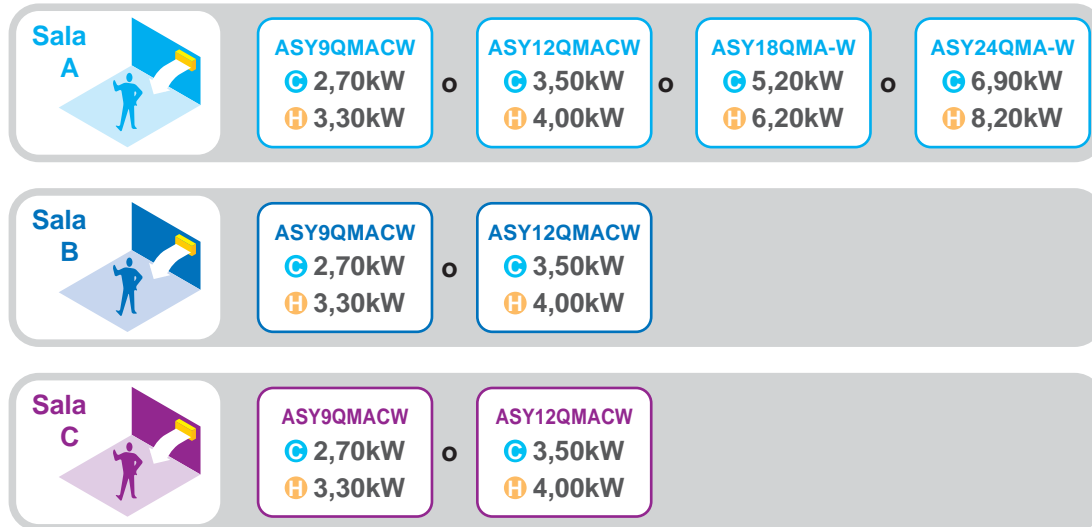 Sala
A
ASY9QMACW
C 2,70kW
H 3,30kW
o
ASY12QMACW
C 3,50kW
H 4,00kW
o
ASY18QMA-W
C 5,20kW
H 6,20kW
o
ASY24QMA-W
C 6,90kW
H 8,20kW
Sala
B
ASY9QMACW
C 2,70kW
H 3,30kW
o
ASY12QMACW
C 3,50kW
H 4,00kW
Sala
C
ASY9QMACW
C 2,70kW
H 3,30kW
o
ASY12QMACW
C 3,50kW
H 4,00kW